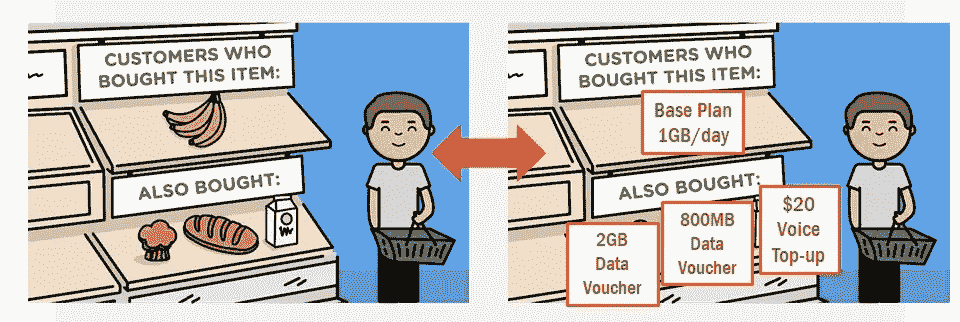 CUSTOMERS WHO
BOUGHT THIS ITEM:
ALSO BOUGHT:
CUSTOMERS WHO
BOUGHT THIS ITEM:
Base Plan
1GB/day
ALSO BOUGHT:
2GB
Data
Voucher
800MB
Data
Voucher
$20
Voice
Top-up